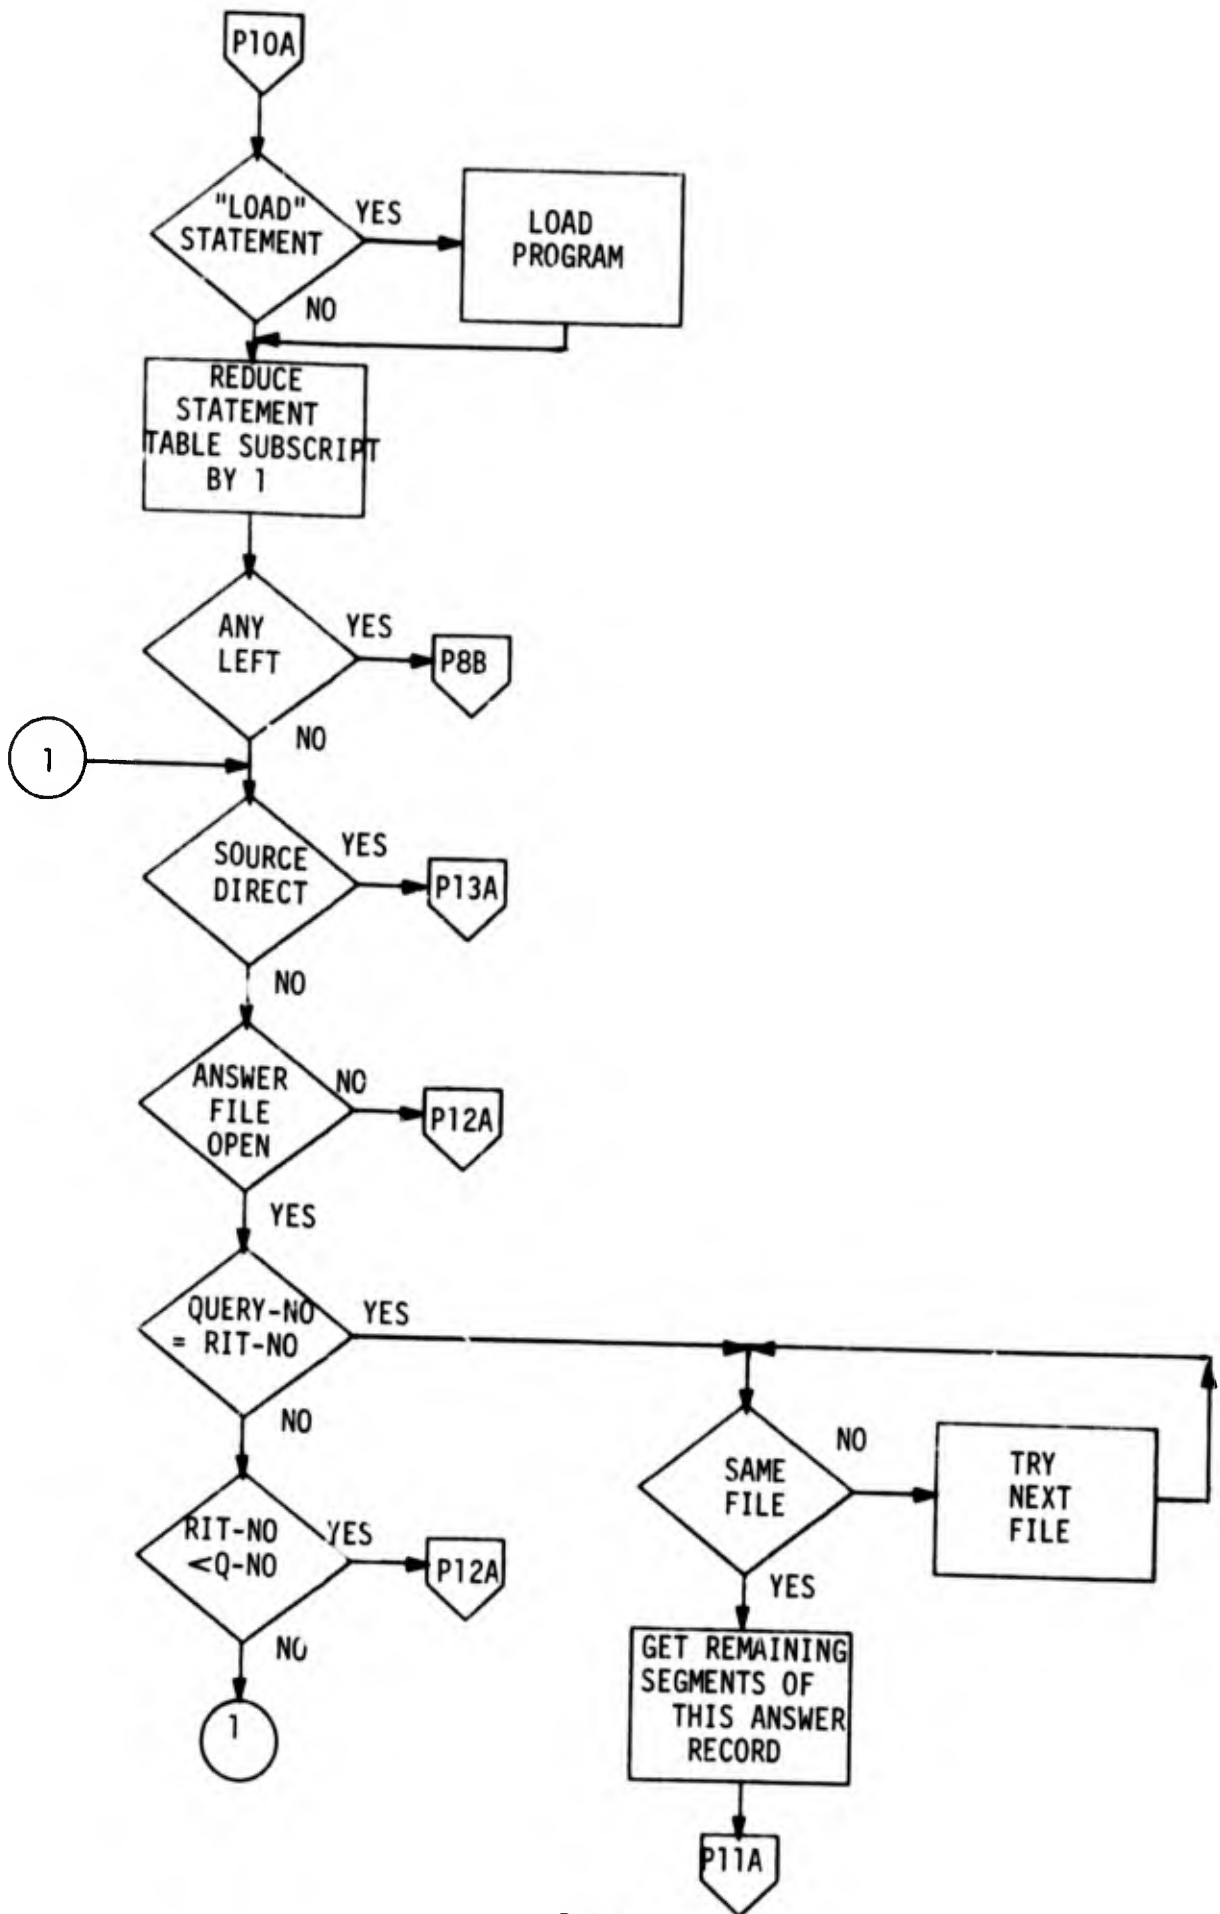 P10A
"LOAD"
STATEMENT
YES
LOAD
PROGRAM
NO
REDUCE
STATEMENT
TABLE SUBSCRIPT
BY 1
ANY
LEFT
YES
P8B
NO
1
SOURCE
DIRECT
YES
P13A
NO
ANSWER
FILE
OPEN
NO
P12A
YES
QUERY-NO
= RIT-NO
YES
NO
SAME
FILE
NO
TRY
NEXT
FILE
RIT-NO
<Q-NO
YES
P12A
YES
NO
GET REMAINING
SEGMENTS OF
THIS ANSWER
RECORD
1
P11A